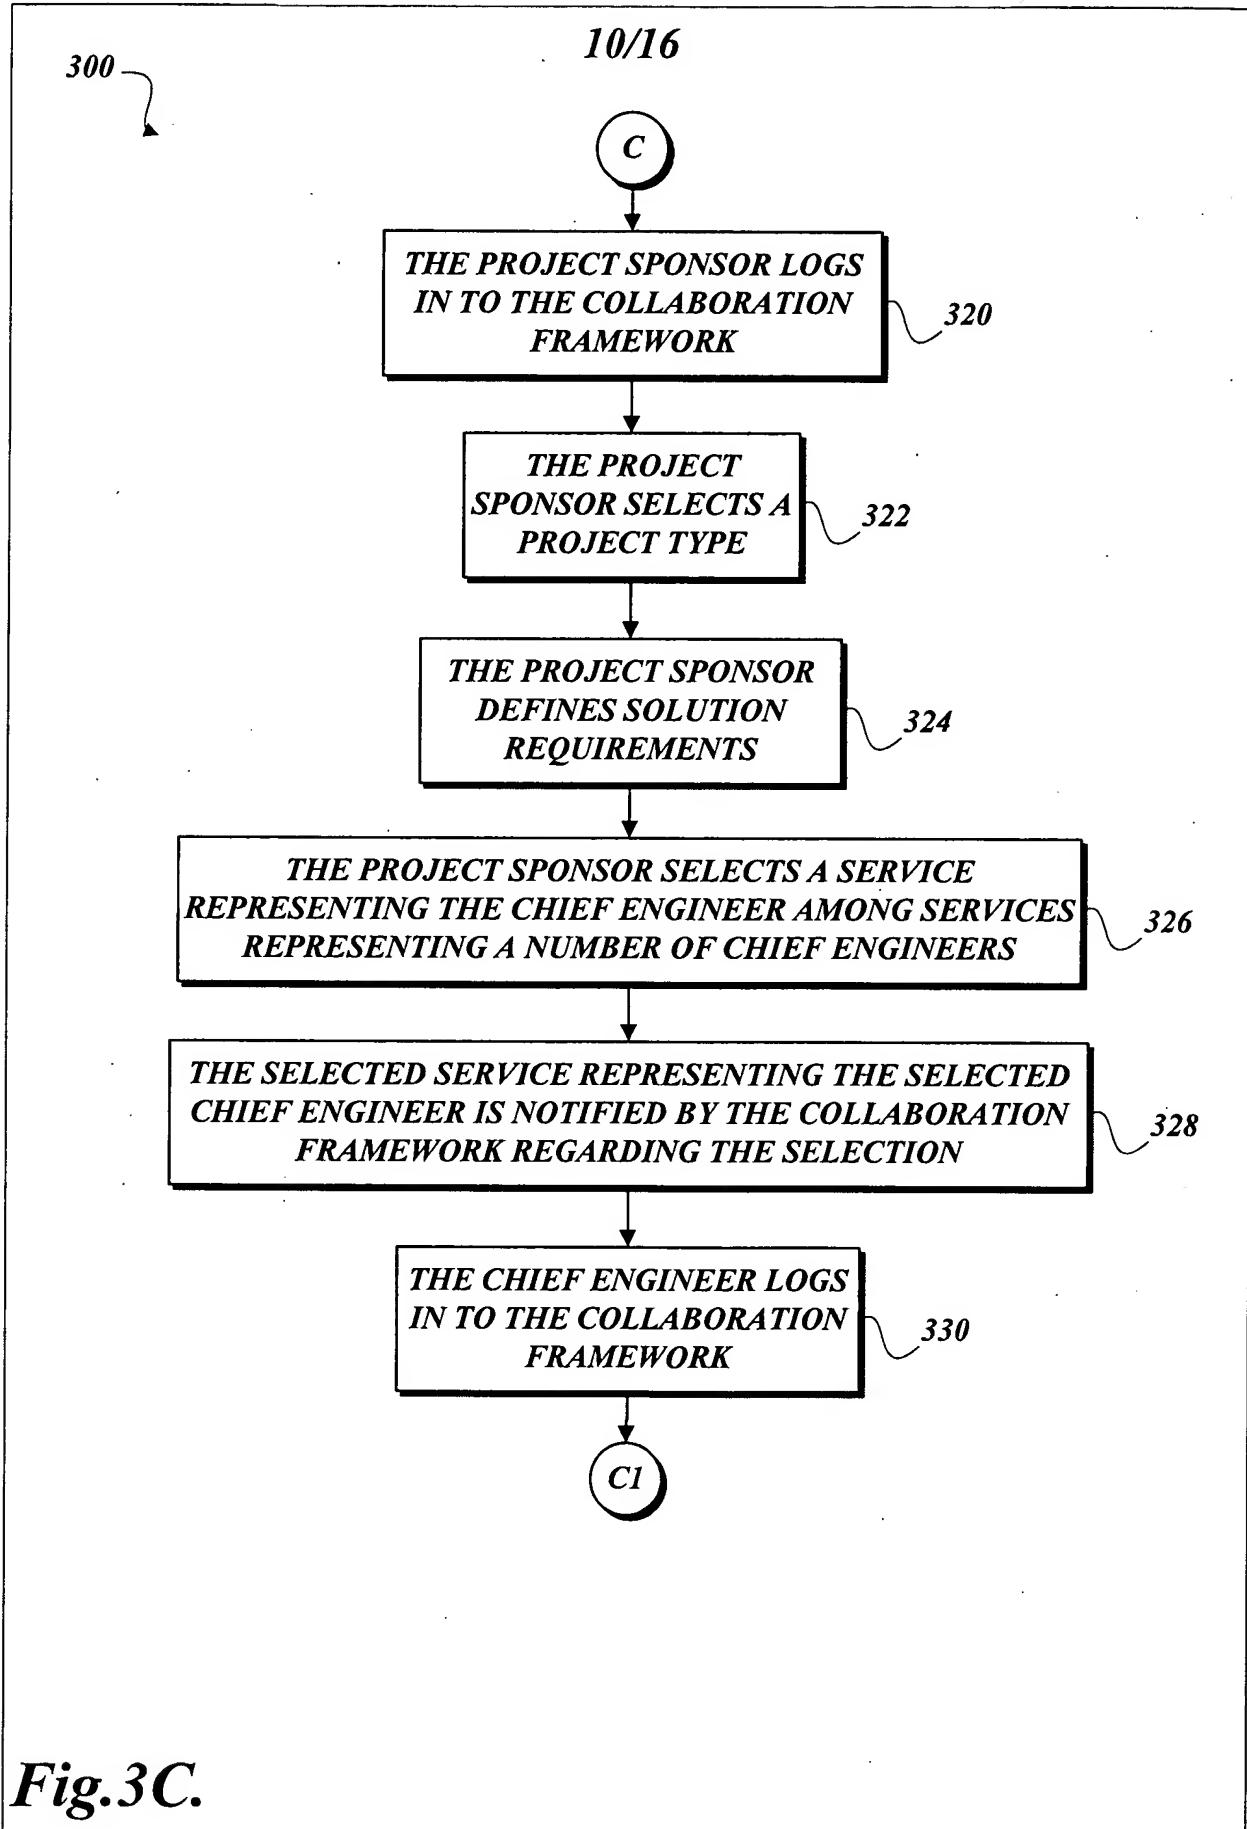 10/16
300
C
THE PROJECT SPONSOR LOGS
IN TO THE COLLABORATION
FRAMEWORK
320
THE PROJECT
SPONSOR SELECTS A
PROJECT TYPE
322
THE PROJECT SPONSOR
DEFINES SOLUTION
REQUIREMENTS
324
THE PROJECT SPONSOR SELECTS A SERVICE
REPRESENTING THE CHIEF ENGINEER AMONG SERVICES
REPRESENTING A NUMBER OF CHIEF ENGINEERS
326
THE SELECTED SERVICE REPRESENTING THE SELECTED
CHIEF ENGINEER IS NOTIFIED BY THE COLLABORATION
FRAMEWORK REGARDING THE SELECTION
328
THE CHIEF ENGINEER LOGS
IN TO THE COLLABORATION
FRAMEWORK
330
C1
Fig.3C.